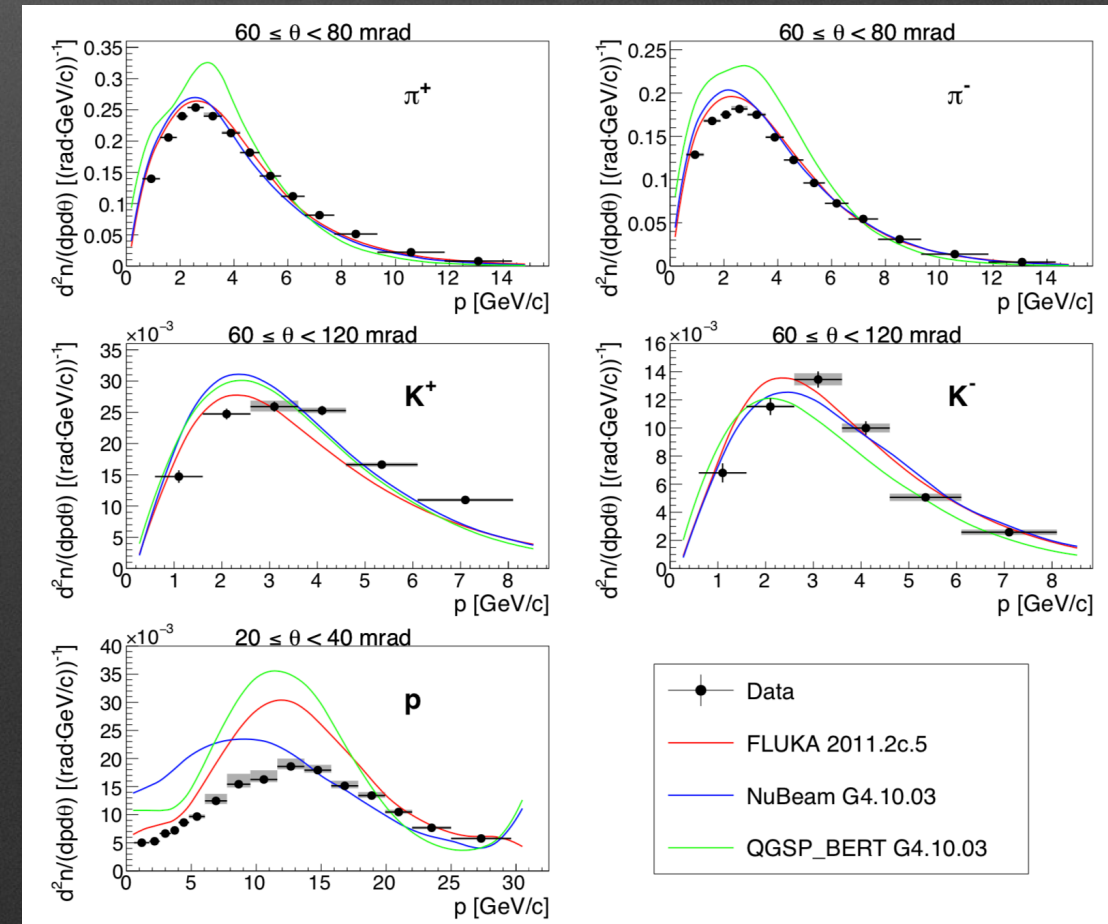 60 ≤ θ < 80 mrad
π⁺
d²n/(dpdθ) [(rad·GeV/c))⁻¹]
0.35
0.3
0.25
0.2
0.15
0.1
0.05
0
0 2 4 6 8 10 12 14
p [GeV/c]
60 ≤ θ < 80 mrad
π⁻
d²n/(dpdθ) [(rad·GeV/c))⁻¹]
0.25
0.2
0.15
0.1
0.05
0
0 2 4 6 8 10 12 14
p [GeV/c]
×10⁻³
60 ≤ θ < 120 mrad
K⁺
d²n/(dpdθ) [(rad·GeV/c))⁻¹]
35
30
25
20
15
10
5
0
0 1 2 3 4 5 6 7 8
p [GeV/c]
×10⁻³
60 ≤ θ < 120 mrad
K⁻
d²n/(dpdθ) [(rad·GeV/c))⁻¹]
16
14
12
10
8
6
4
2
0
0 1 2 3 4 5 6 7 8
p [GeV/c]
×10⁻³
20 ≤ θ < 40 mrad
p
d²n/(dpdθ) [(rad·GeV/c))⁻¹]
40
35
30
25
20
15
10
5
0
0 5 10 15 20 25 30
p [GeV/c]
Data
FLUKA 2011.2c.5
NuBeam G4.10.03
QGSP_BERT G4.10.03